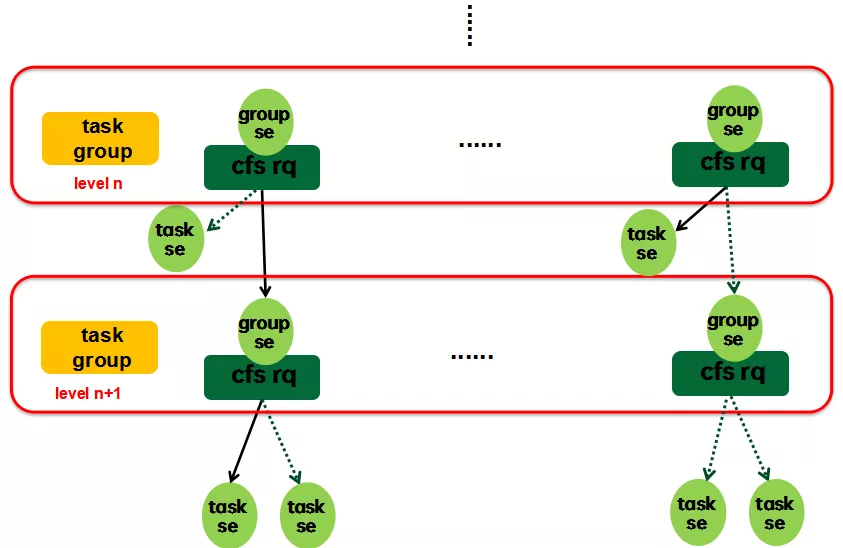 task
group
level n
group
se
cfs rq
......
group
se
cfs rq
task
se
task
se
task
group
level n+1
group
se
cfs rq
......
group
se
cfs rq
task
se
task
se
task
se
task
se